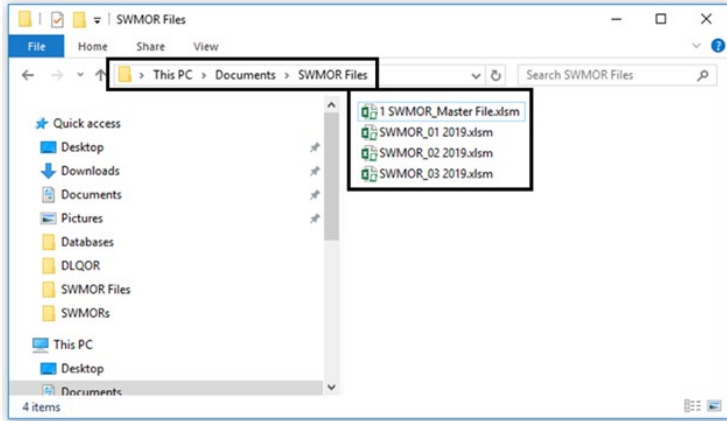 SWMOR Files
File Home Share View
This PC > Documents > SWMOR Files
Search SWMOR Files
Quick access
Desktop
Downloads
Documents
Pictures
Databases
DLQOR
SWMOR Files
SWMORs
This PC
Desktop
Documents
1 SWMOR_Master File.xlsm
SWMOR_01 2019.xlsm
SWMOR_02 2019.xlsm
SWMOR_03 2019.xlsm
4 items